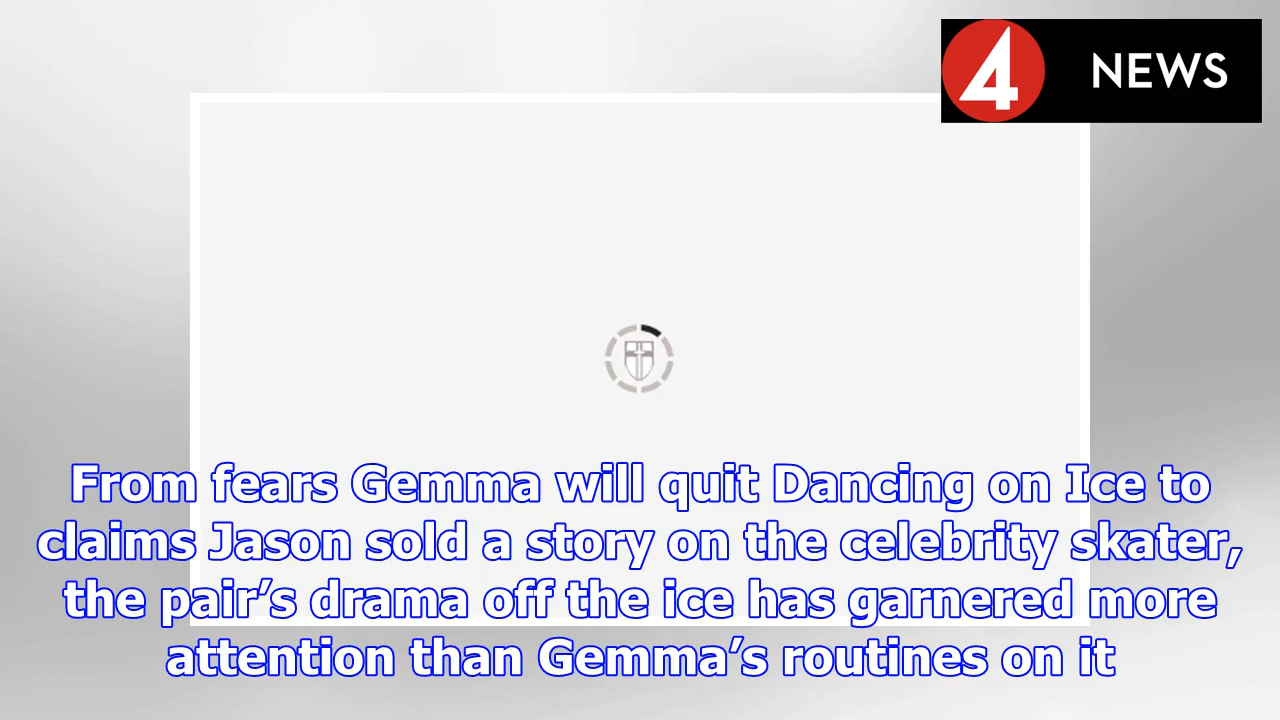 4 NEWS
From fears Gemma will quit Dancing on Ice to
claims Jason sold a story on the celebrity skater,
the pair’s drama off the ice has garnered more
attention than Gemma’s routines on it